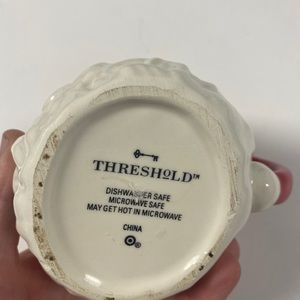 THRESHOLD™
DISHWASHER SAFE
MICROWAVE SAFE
MAY GET HOT IN MICROWAVE
CHINA